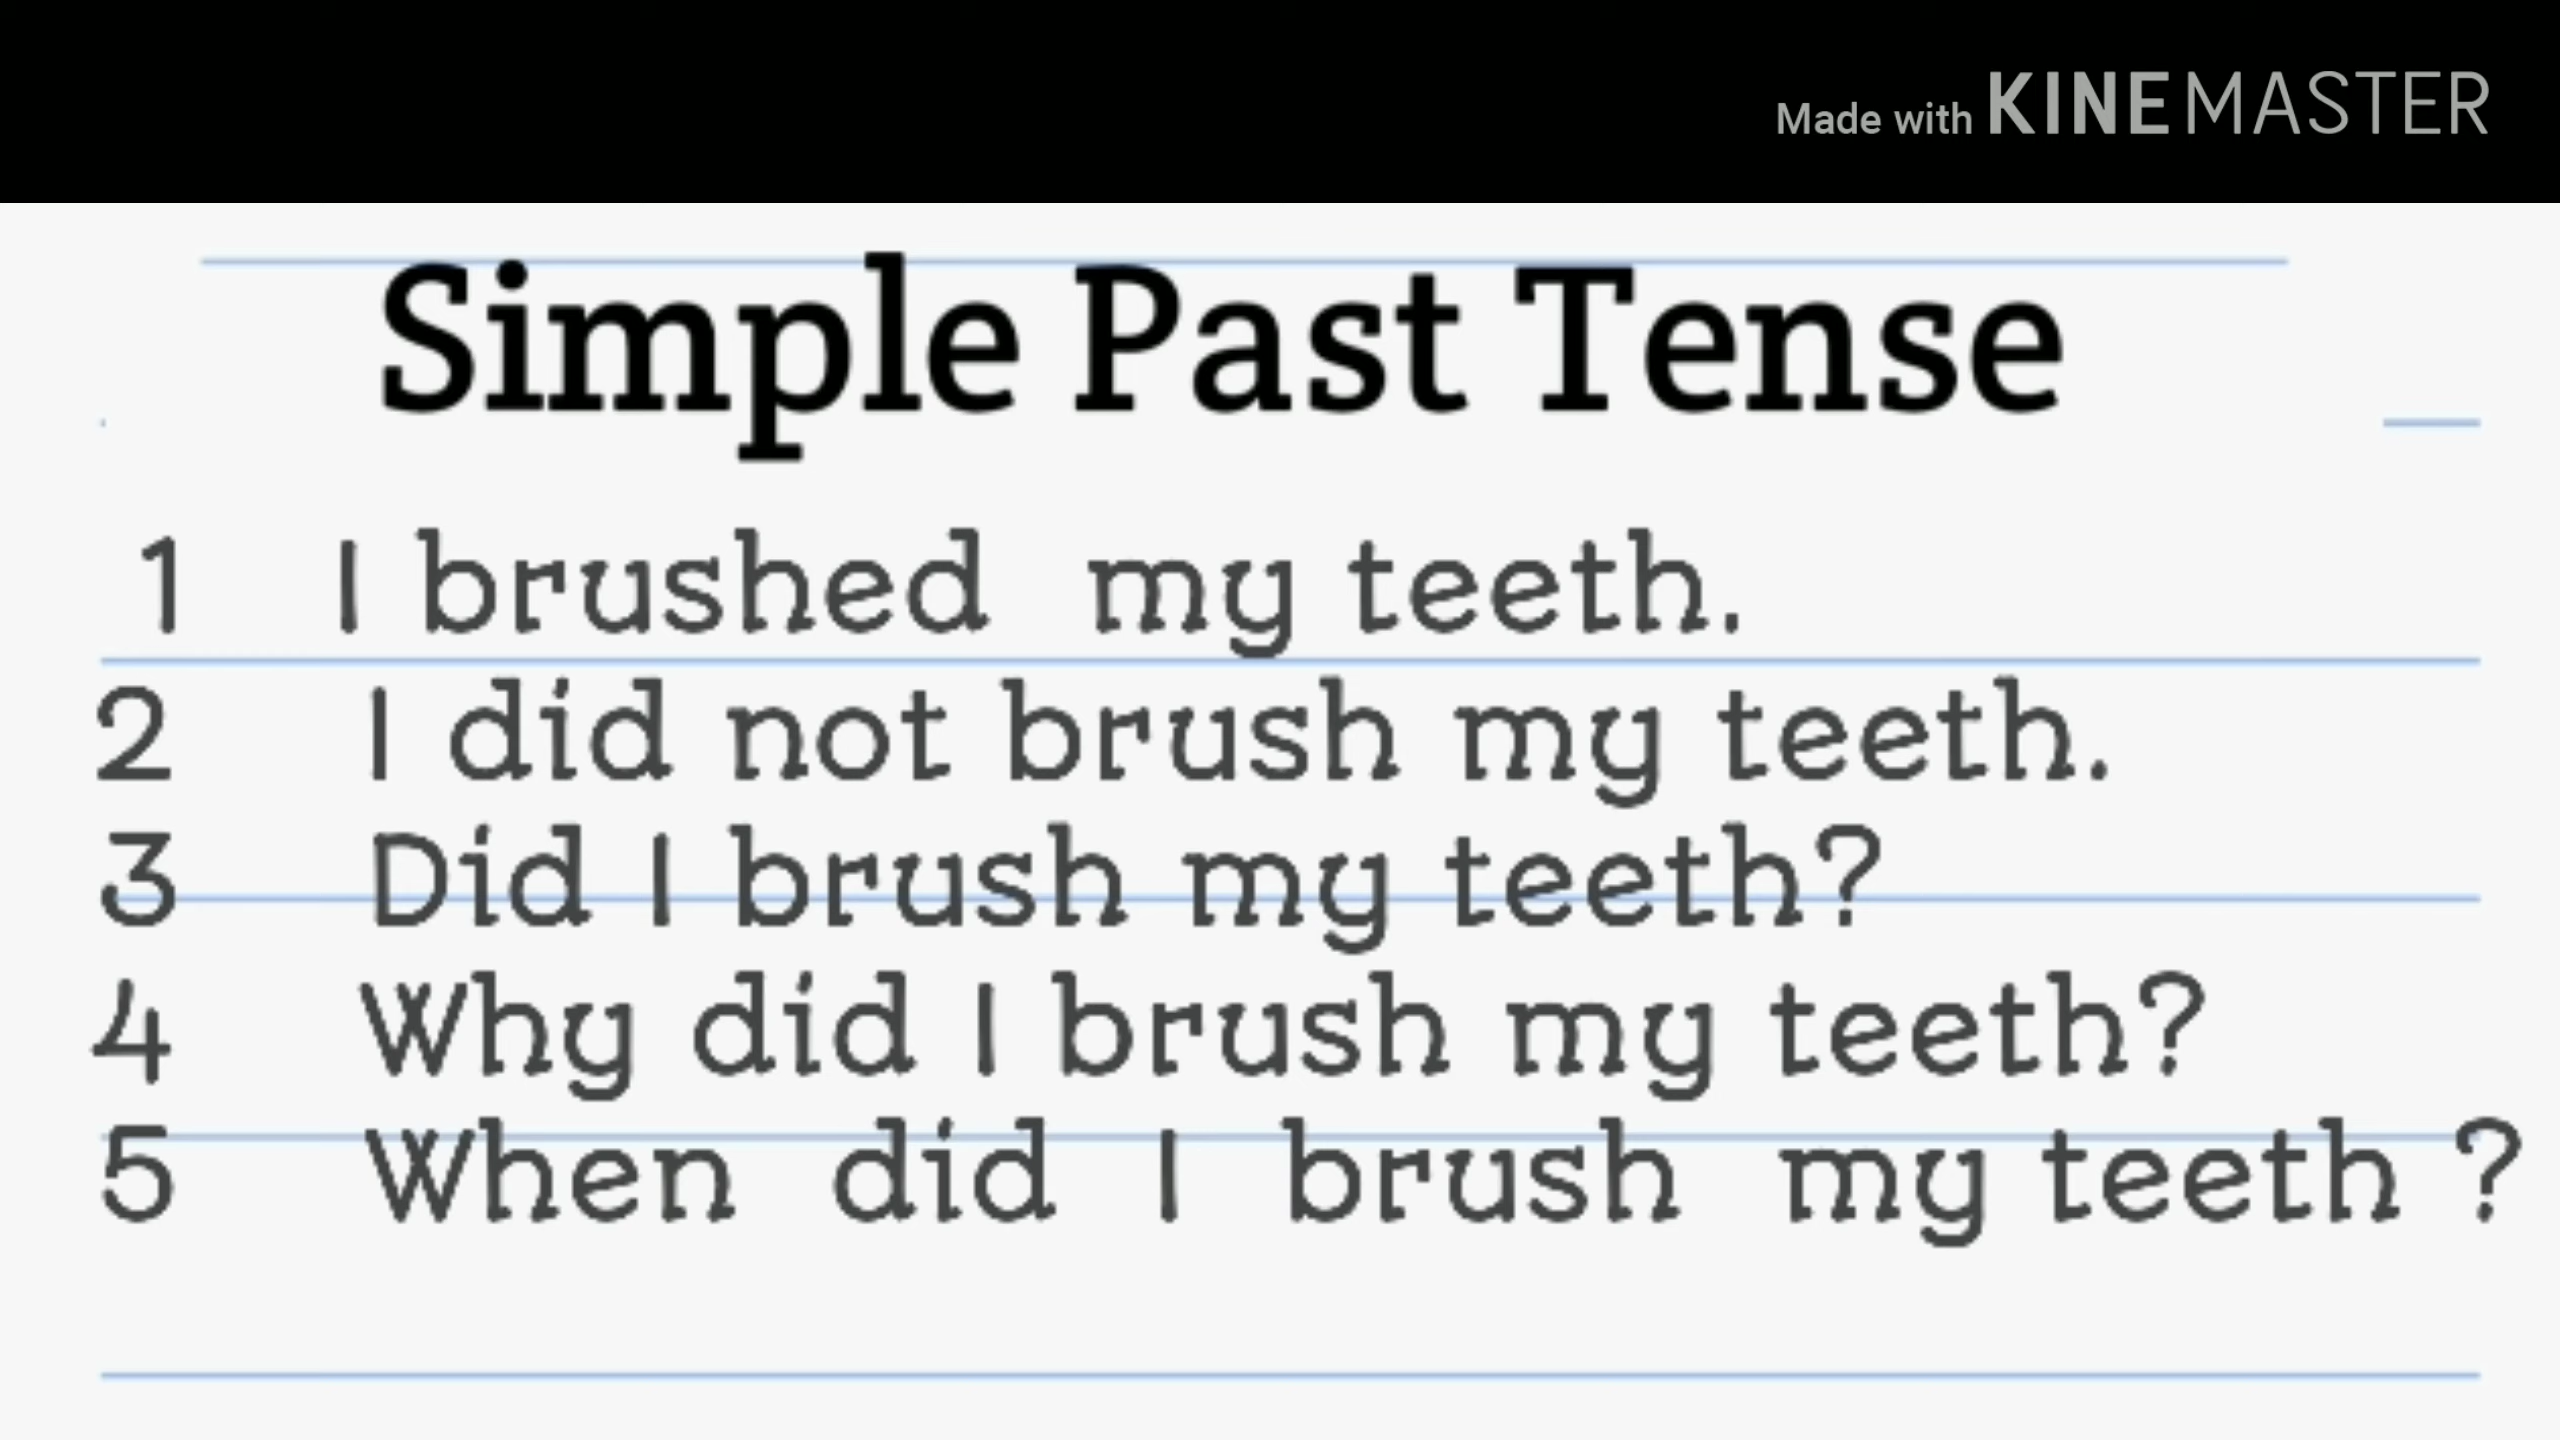 Made with KINEMASTER
Simple Past Tense
1 I brushed my teeth.
2 I did not brush my teeth.
3 Did I brush my teeth?
4 Why did I brush my teeth?
5 When did I brush my teeth ?